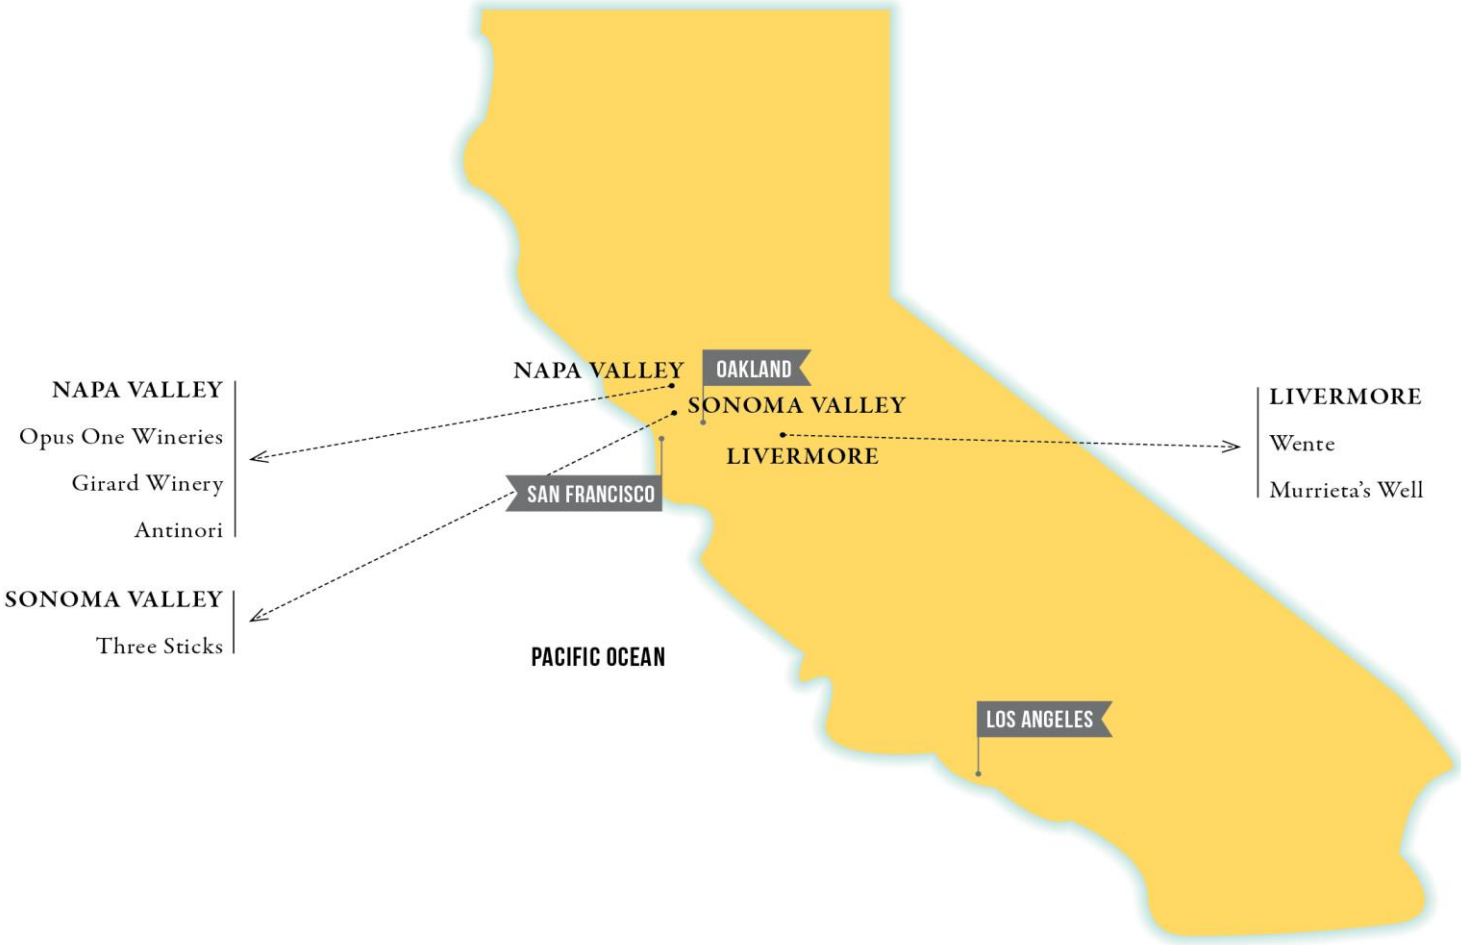 NAPA VALLEY
OAKLAND
SONOMA VALLEY
LIVERMORE
SAN FRANCISCO
NAPA VALLEY
Opus One Wineries
Girard Winery
Antinori
SONOMA VALLEY
Three Sticks
LIVERMORE
Wente
Murrieta’s Well
PACIFIC OCEAN
LOS ANGELES